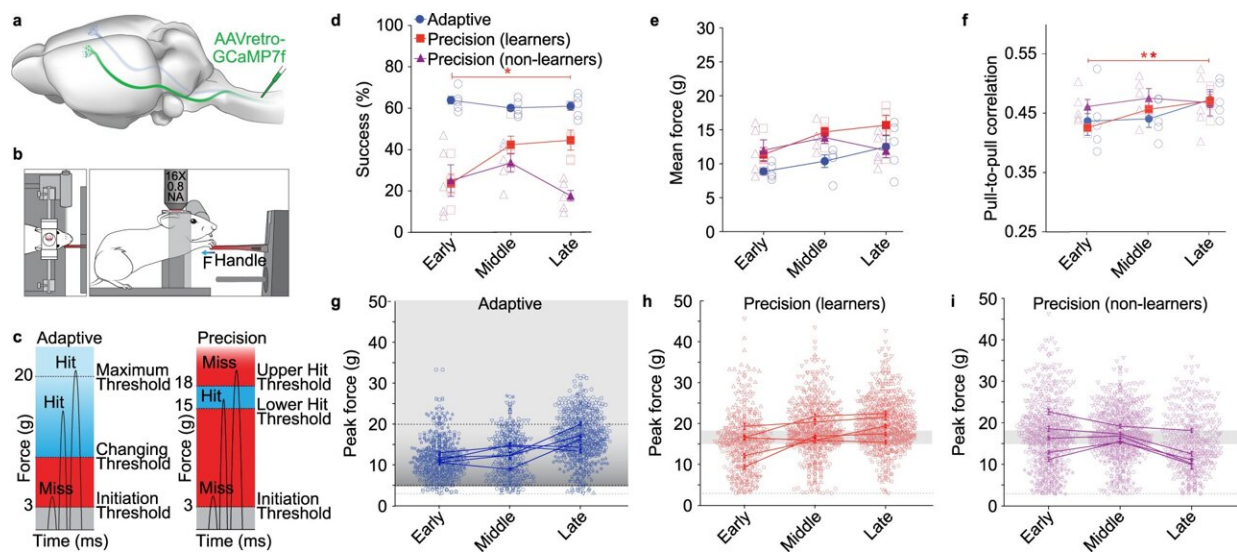 a
AAVretro-
GCaMP7f
b
16X
0.8
NA
F
Handle
c
Adaptive
Precision
Hit
Hit
Miss
20
Maximum
Threshold
Changing
Threshold
3
Initiation
Threshold
Force (g)
Time (ms)
Miss
Hit
Miss
18
Upper Hit
Threshold
15
Lower Hit
Threshold
3
Initiation
Threshold
Force (g)
Time (ms)
d
Adaptive
Precision (learners)
Precision (non-learners)
*
Success (%)
100
80
60
40
20
0
Early
Middle
Late
e
Mean force (g)
35
30
25
20
15
10
5
0
Early
Middle
Late
f
**
Pull-to-pull correlation
0.55
0.45
0.35
0.25
Early
Middle
Late
g
Adaptive
Peak force (g)
50
40
30
20
10
0
Early
Middle
Late
h
Precision (learners)
Peak force (g)
50
40
30
20
10
0
Early
Middle
Late
i
Precision (non-learners)
Peak force (g)
50
40
30
20
10
0
Early
Middle
Late